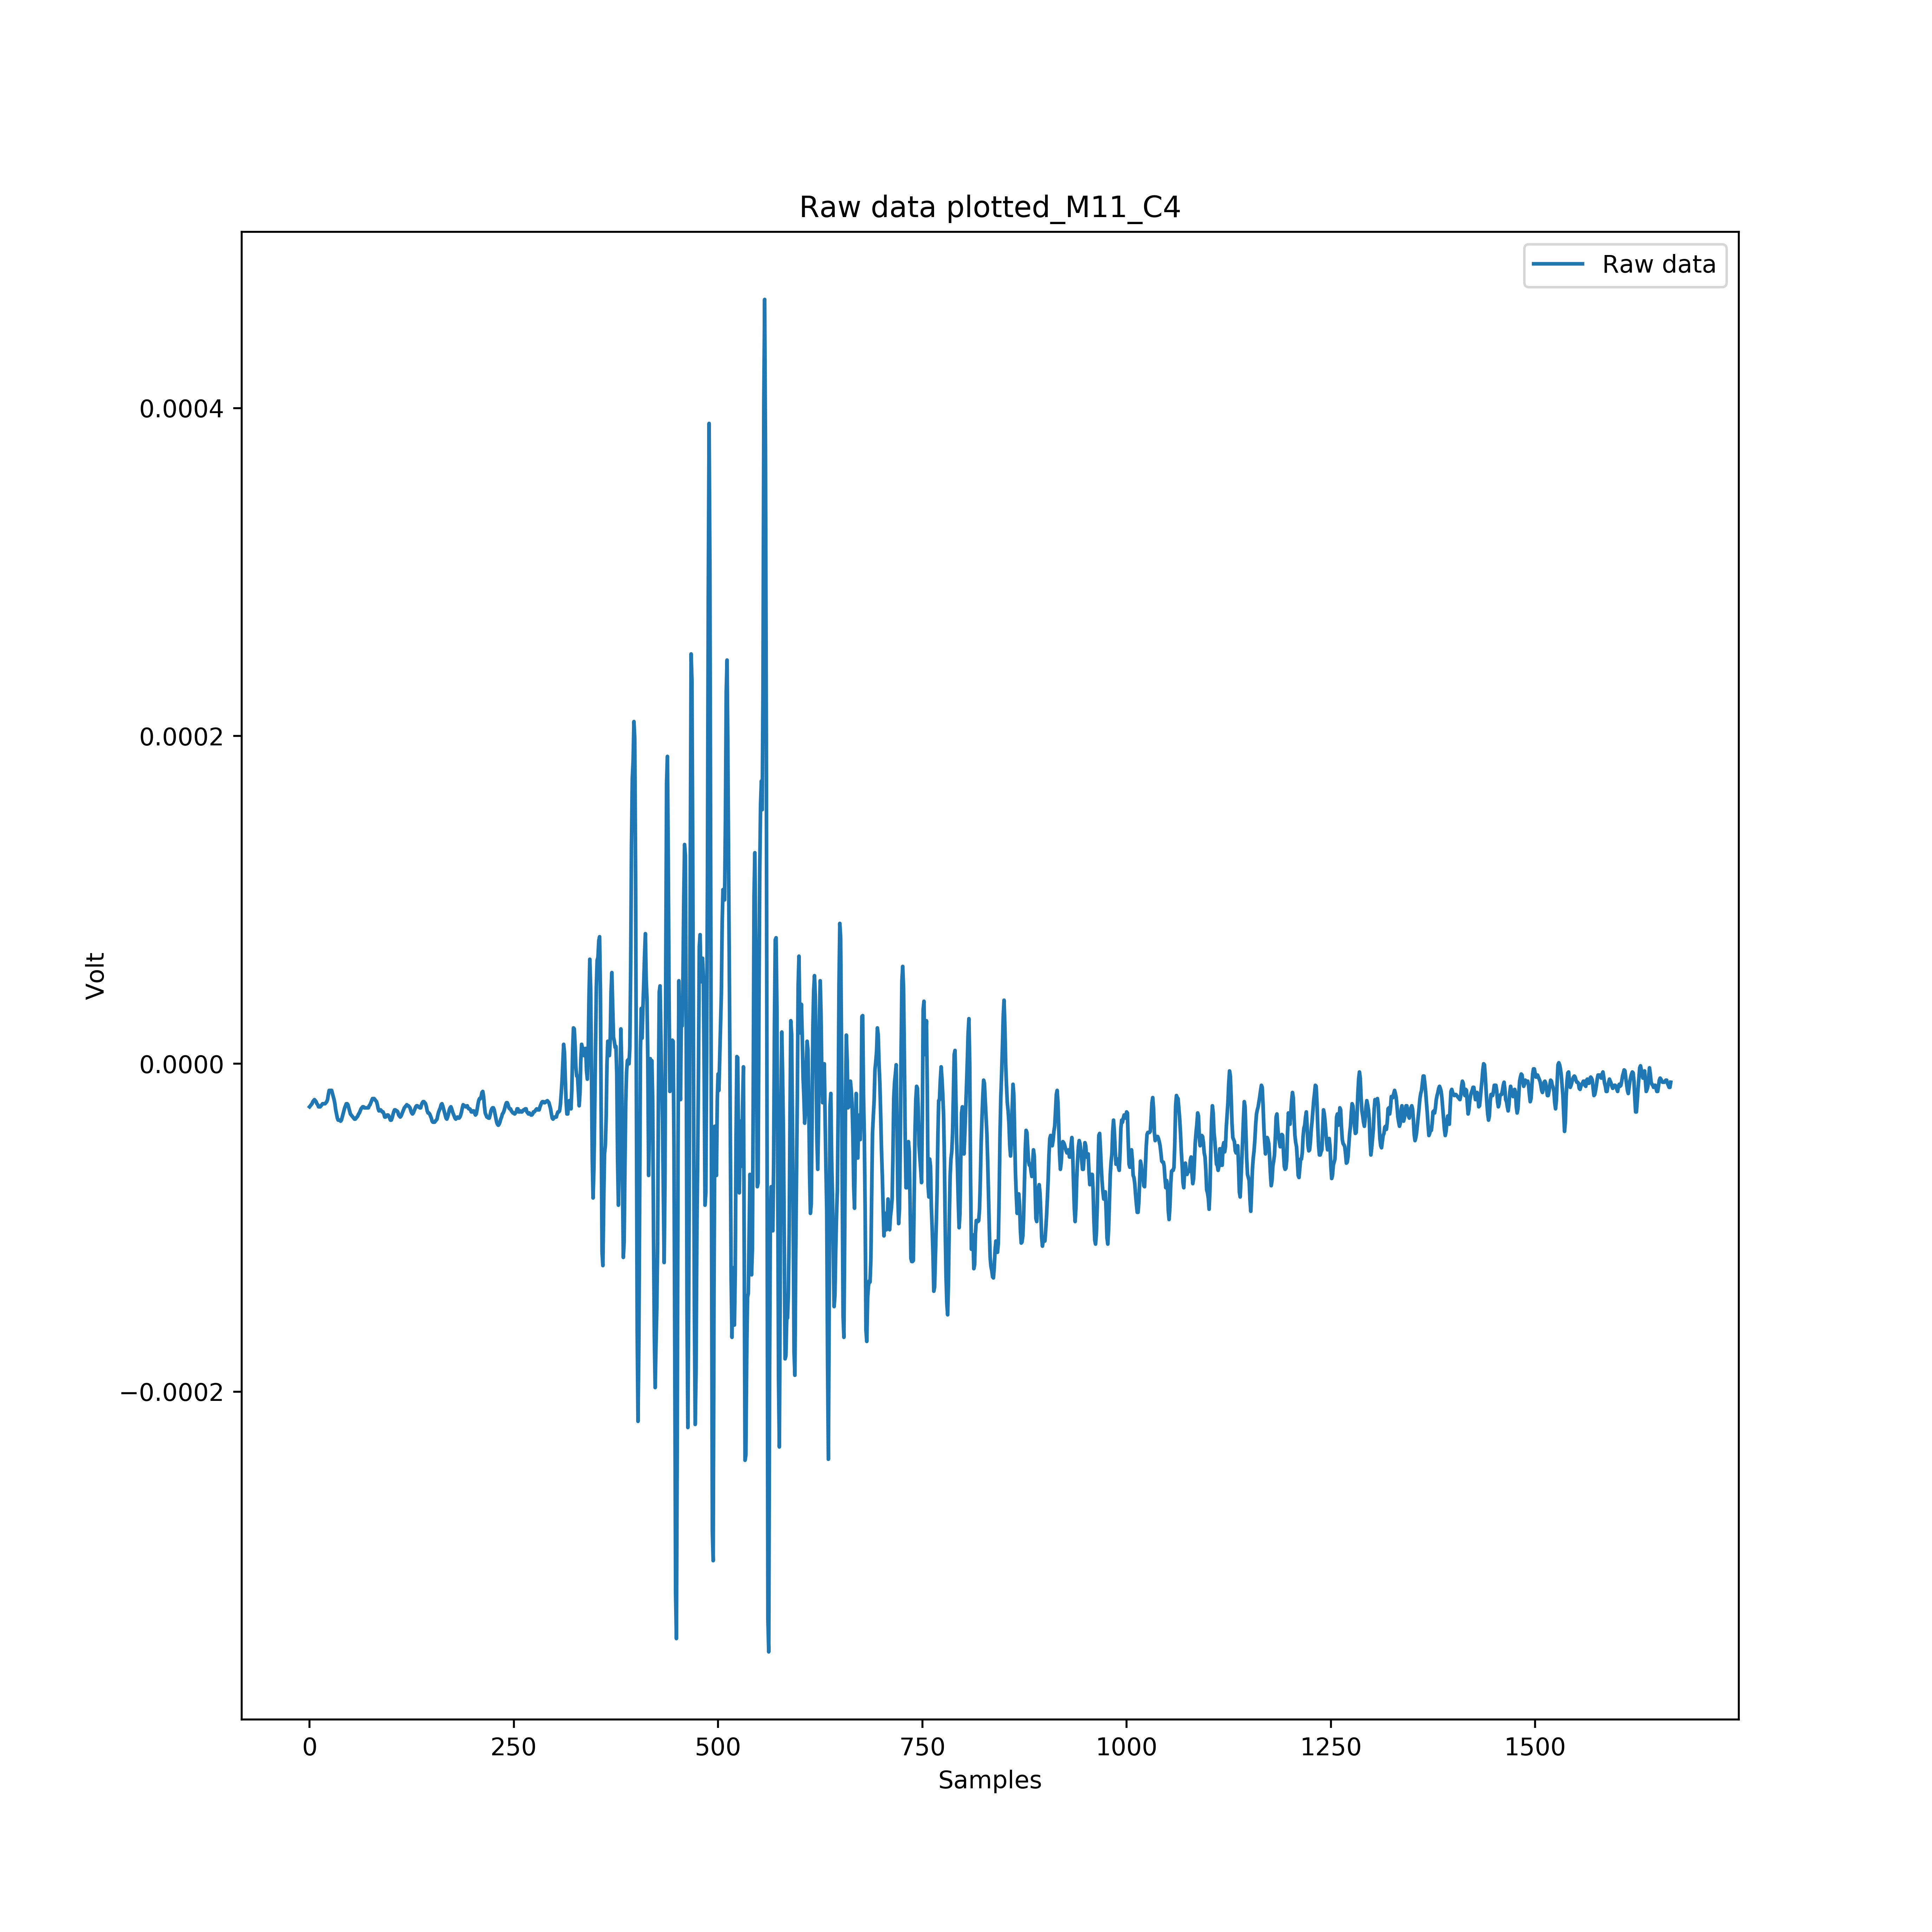 Raw data plotted_M11_C4
Raw data
0.0004
0.0002
0.0000
−0.0002
Volt
0 250 500 750 1000 1250 1500
Samples